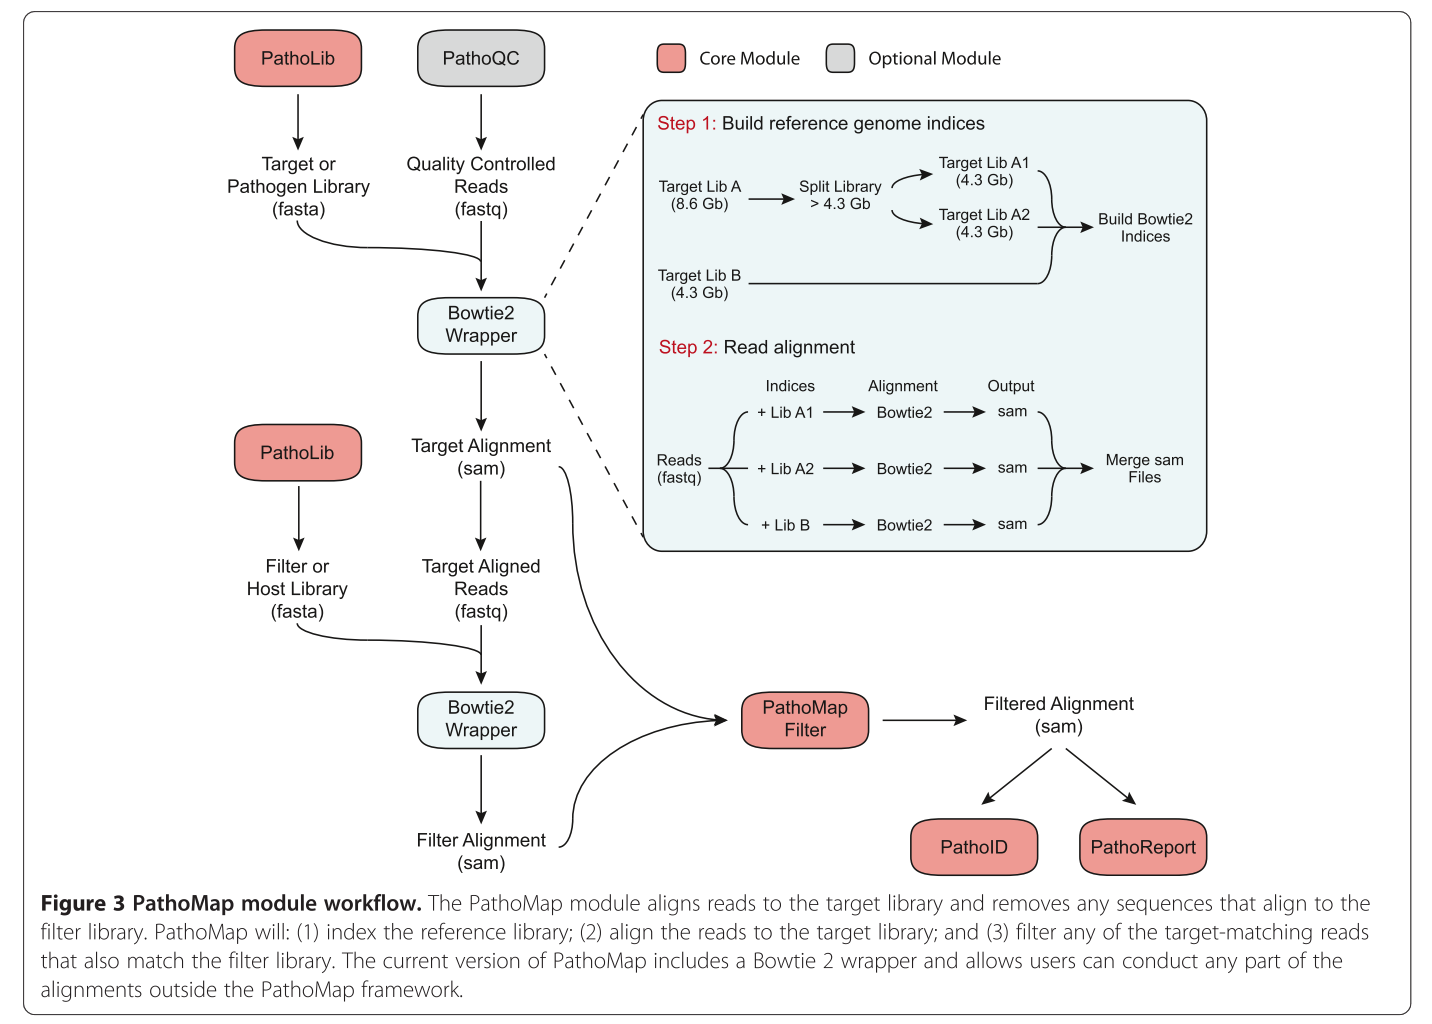 PathoLib
PathoQC
Core Module
Optional Module
Target or
Pathogen Library
(fasta)
Quality Controlled
Reads
(fastq)
Bowtie2
Wrapper
Step 1: Build reference genome indices
Target Lib A
(8.6 Gb)
Split Library
> 4.3 Gb
Target Lib A1
(4.3 Gb)
Target Lib A2
(4.3 Gb)
Build Bowtie2
Indices
Target Lib B
(4.3 Gb)
Step 2: Read alignment
Indices
Alignment
Output
+ Lib A1
Bowtie2
sam
Reads
(fastq)
+ Lib A2
Bowtie2
sam
Merge sam
Files
+ Lib B
Bowtie2
sam
PathoLib
Target Alignment
(sam)
Filter or
Host Library
(fasta)
Target Aligned
Reads
(fastq)
Bowtie2
Wrapper
Filter Alignment
(sam)
PathoMap
Filter
Filtered Alignment
(sam)
PathoID
PathoReport
Figure 3 PathoMap module workflow. The PathoMap module aligns reads to the target library and removes any sequences that align to the
filter library. PathoMap will: (1) index the reference library; (2) align the reads to the target library; and (3) filter any of the target-matching reads
that also match the filter library. The current version of PathoMap includes a Bowtie 2 wrapper and allows users can conduct any part of the
alignments outside the PathoMap framework.